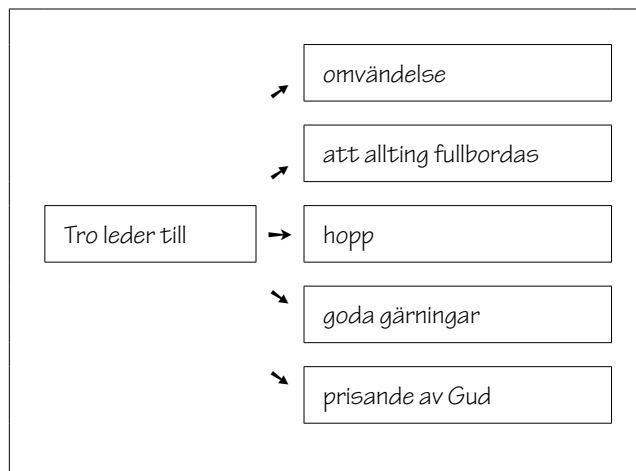 Tro leder till
omvändelse
att allting fullbordas
hopp
goda gärningar
prisande av Gud